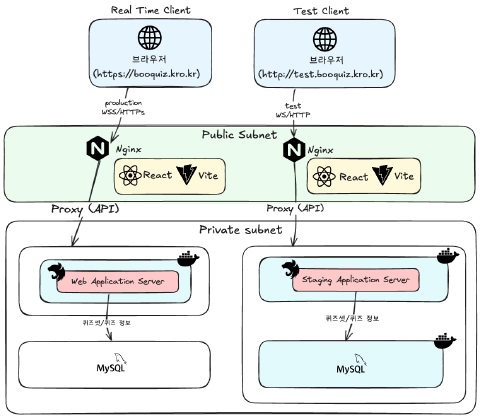 Real Time Client
Test Client
브라우저
(https://booquiz.kro.kr)
브라우저
(http://test.booquiz.kro.kr)
production
WSS/HTTPs
test
WS/HTTP
Public Subnet
N Nginx
React
Vite
N Nginx
React
Vite
Proxy (API)
Proxy (API)
Private subnet
Web Application Server
Staging Application Server
퀴즈셋/퀴즈 정보
퀴즈셋/퀴즈 정보
MySQL
MySQL